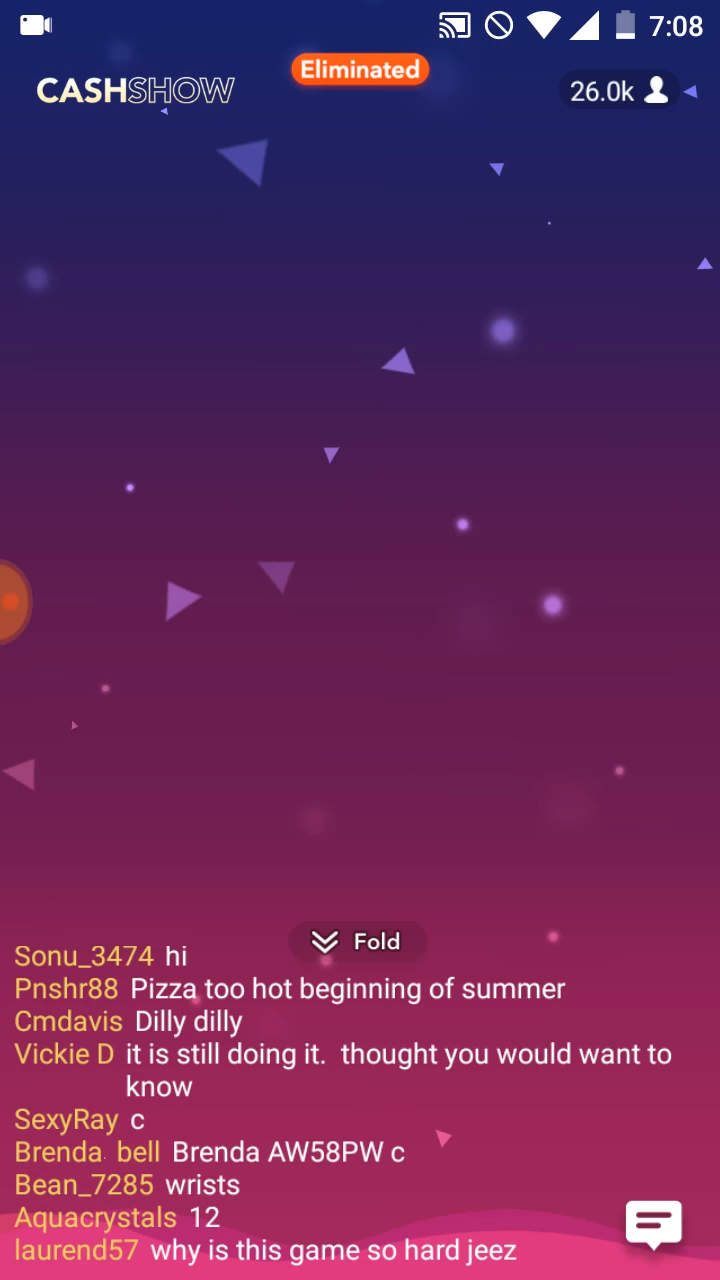 7:08
Eliminated
CASHSHOW
26.0k
Fold
Sonu_3474 hi
Pnshr88 Pizza too hot beginning of summer
Cmdavis Dilly dilly
Vickie D it is still doing it. thought you would want to
know
SexyRay c
Brenda bell Brenda AW58PW c
Bean_7285 wrists
Aquacrystals 12
laurend57 why is this game so hard jeez